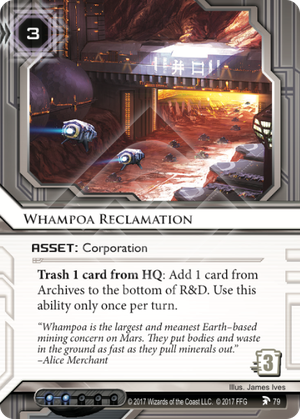 3
井口
WHAMPOA RECLAMATION
ASSET: Corporation
Trash 1 card from HQ: Add 1 card from
Archives to the bottom of R&D. Use this
ability only once per turn.
“Whampoa is the largest and meanest Earth–based
mining concern on Mars. They put bodies and waste
in the ground as fast as they pull minerals out.”
–Alice Merchant
3
Illus. James Ives
© 2017 Wizards of the Coast LLC. © 2017 FFG
79